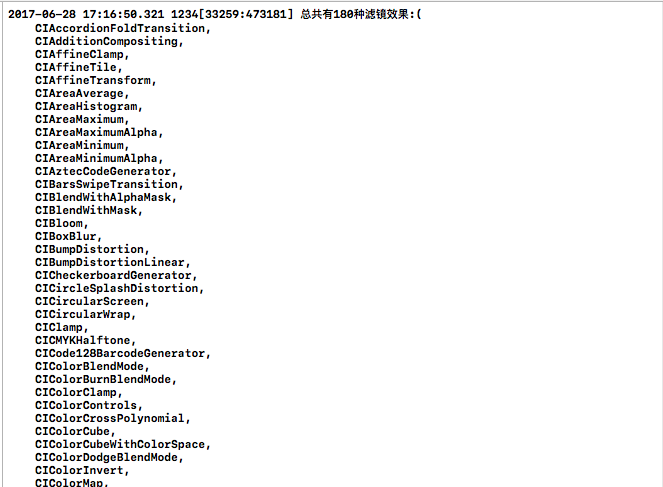 2017-06-28 17:16:50.321 1234[33259:473181] 总共有180种滤镜效果:(
CIAccordionFoldTransition,
CIAdditionCompositing,
CIAffineClamp,
CIAffineTile,
CIAffineTransform,
CIAreaAverage,
CIAreaHistogram,
CIAreaMaximum,
CIAreaMaximumAlpha,
CIAreaMinimum,
CIAreaMinimumAlpha,
CIAztecCodeGenerator,
CIBarsSwipeTransition,
CIBlendWithAlphaMask,
CIBlendWithMask,
CIBloom,
CIBoxBlur,
CIBumpDistortion,
CIBumpDistortionLinear,
CICheckerboardGenerator,
CICircleSplashDistortion,
CICircularScreen,
CICircularWrap,
CIClamp,
CICMYKHalftone,
CICode128BarcodeGenerator,
CIColorBlendMode,
CIColorBurnBlendMode,
CIColorClamp,
CIColorControls,
CIColorCrossPolynomial,
CIColorCube,
CIColorCubeWithColorSpace,
CIColorDodgeBlendMode,
CIColorInvert,
CIColorMap,